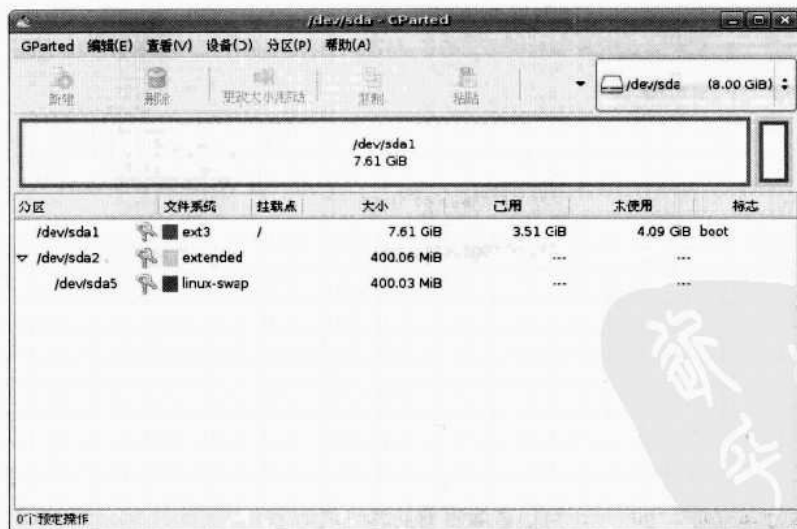 /dev/sda - GParted
GParted 编辑(E) 查看(V) 设备(D) 分区(P) 帮助(A)
新建 删除 更改大小/移动 复制 粘贴 /dev/sda (8.00 GiB)
/dev/sda1
7.61 GiB
分区 文件系统 挂载点 大小 已用 未使用 标志
/dev/sda1 ext3 / 7.61 GiB 3.51 GiB 4.09 GiB boot
/dev/sda2 extended 400.06 MiB --- ---
/dev/sda5 linux-swap 400.03 MiB --- ---
0个预定操作